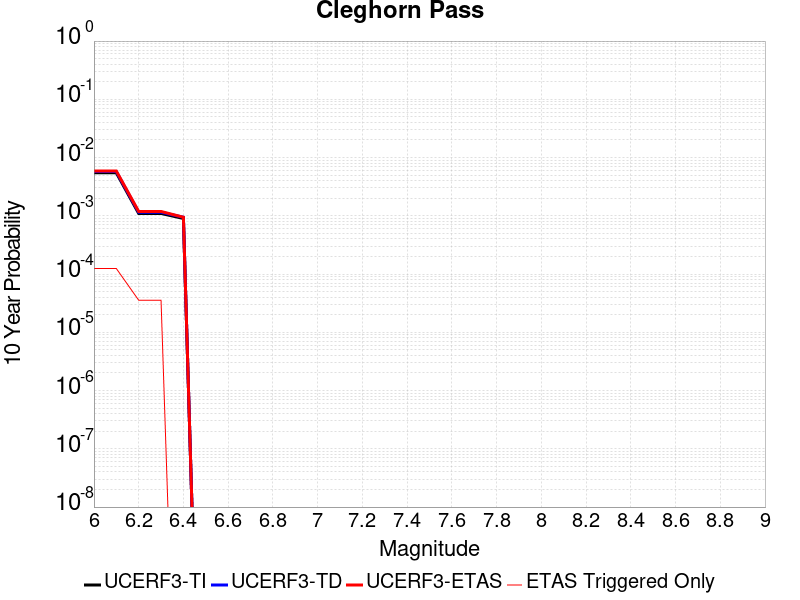 Cleghorn Pass
10 0
10 -1
10 -2
10 -3
10 -4
10 -5
10 -6
10 -7
10 -8
10 Year Probability
6 6.2 6.4 6.6 6.8 7 7.2 7.4 7.6 7.8 8 8.2 8.4 8.6 8.8 9
Magnitude
UCERF3-TI UCERF3-TD UCERF3-ETAS ETAS Triggered Only